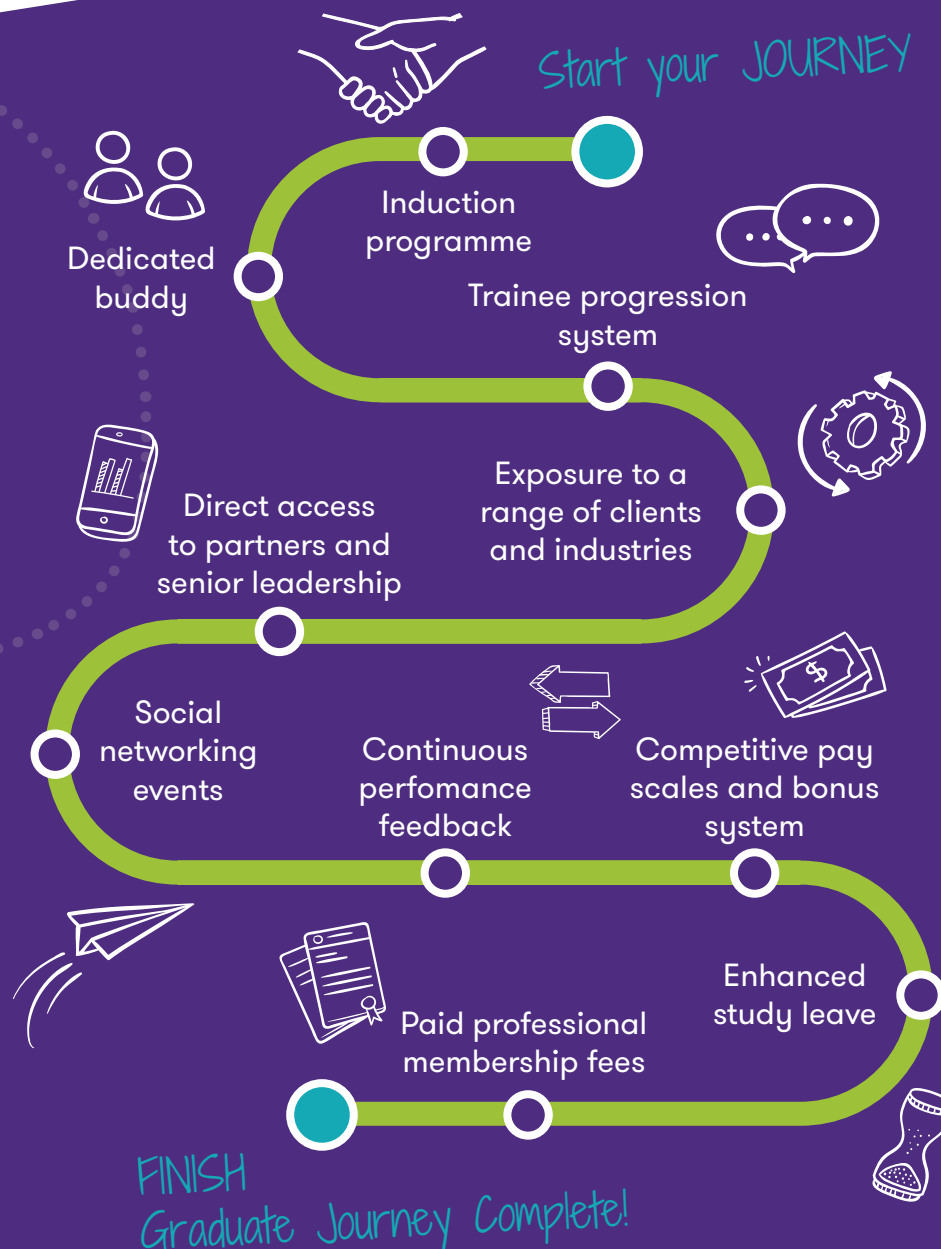 Start your JOURNEY
Induction
programme
Dedicated
buddy
Trainee progression
system
Exposure to a
range of clients
and industries
Direct access
to partners and
senior leadership
Social
networking
events
Continuous
perfomance
feedback
Competitive pay
scales and bonus
system
Enhanced
study leave
Paid professional
membership fees
FINISH
Graduate Journey Complete!